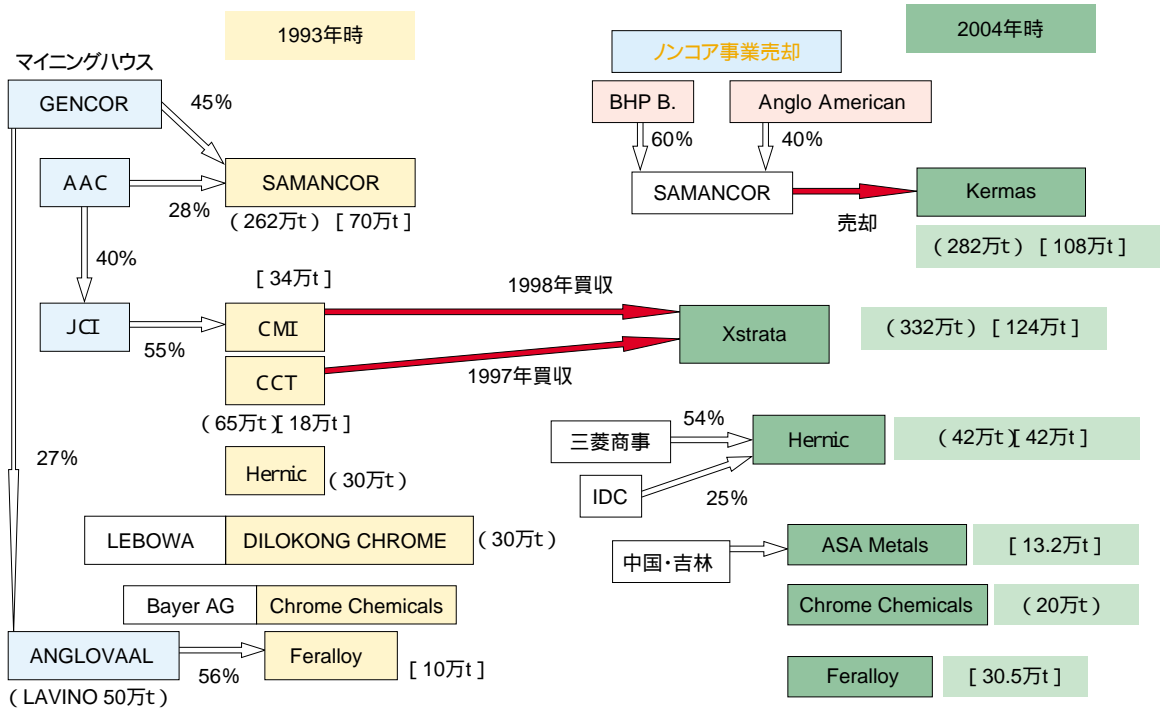 1993年時
2004年時
マイニングハウス
ノンコア事業売却
GENCOR
45%
BHP B.
Anglo American
60%
40%
AAC
28%
SAMANCOR
(262万t) [70万t]
SAMANCOR
売却
Kermas
(282万t) [108万t]
40%
[34万t]
1998年買収
JCI
55%
CMI
Xstrata
(332万t) [124万t]
CCT
1997年買収
(65万t)[18万t]
27%
Hernic
(30万t)
三菱商事
54%
Hernic
(42万t)[42万t]
IDC
25%
LEBOWA
DILOKONG CHROME
(30万t)
中国・吉林
ASA Metals
[13.2万t]
Bayer AG
Chrome Chemicals
Chrome Chemicals
(20万t)
ANGLOVAAL
56%
Feralloy
[10万t]
Feralloy
[30.5万t]
(LAVINO 50万t)